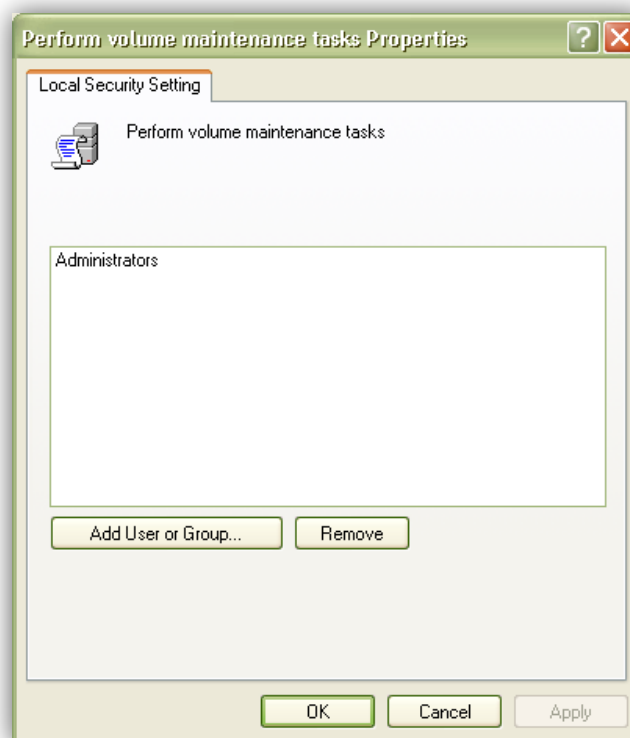 Perform volume maintenance tasks Properties
Local Security Setting
Perform volume maintenance tasks
Administrators
Add User or Group...
Remove
OK
Cancel
Apply